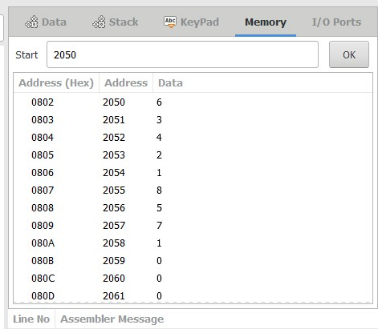 Data Stack KeyPad Memory I/O Ports
Start 2050 OK
Address (Hex) Address Data
0802 2050 6
0803 2051 3
0804 2052 4
0805 2053 2
0806 2054 1
0807 2055 8
0808 2056 5
0809 2057 7
080A 2058 1
080B 2059 0
080C 2060 0
080D 2061 0
Line No Assembler Message